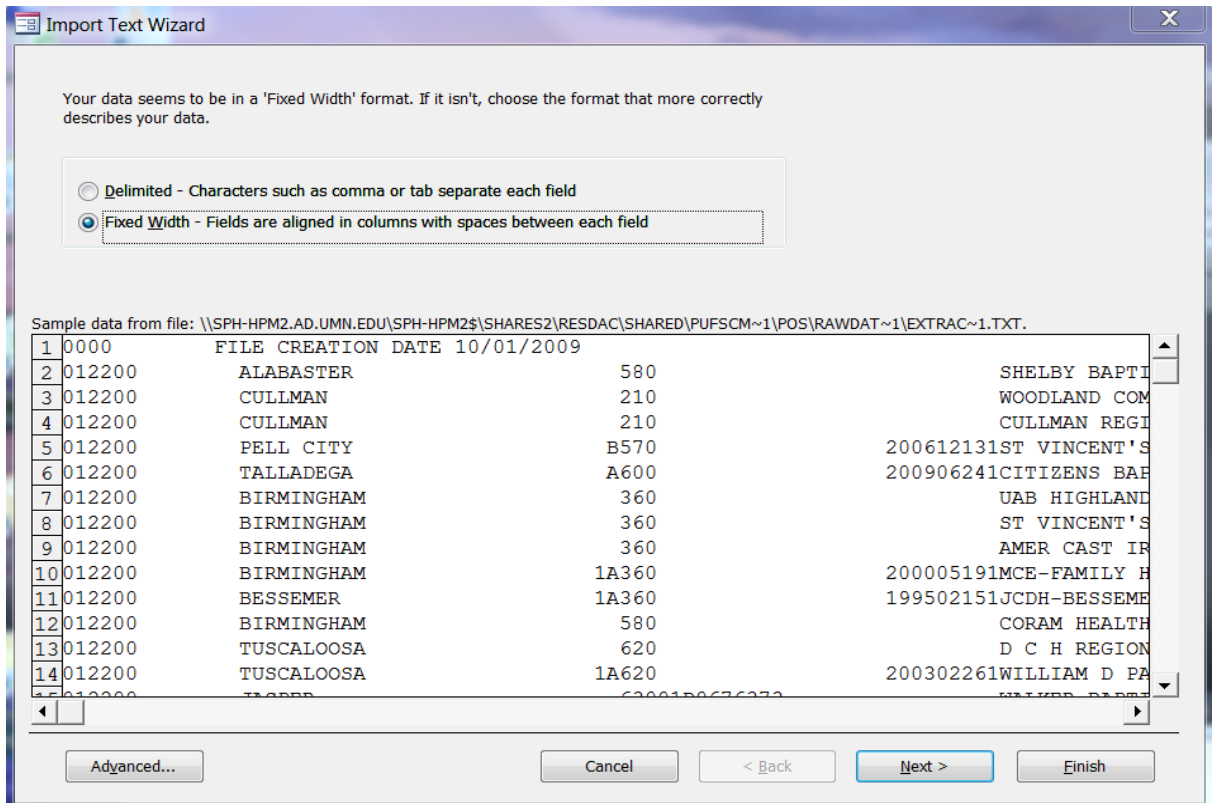 Import Text Wizard
X
Your data seems to be in a 'Fixed Width' format. If it isn't, choose the format that more correctly
describes your data.
Delimited - Characters such as comma or tab separate each field
Fixed Width - Fields are aligned in columns with spaces between each field
Sample data from file: \\SPH-HPM2.AD.UMN.EDU\SPH-HPM2$\SHARES2\RESDAC\SHARED\PUFSCM~1\POS\RAWDAT~1\EXTRAC~1.TXT.
1 0000 FILE CREATION DATE 10/01/2009
2 012200 ALABASTER 580 SHELBY BAPTI
3 012200 CULLMAN 210 WOODLAND COM
4 012200 CULLMAN 210 CULLMAN REGI
5 012200 PELL CITY B570 200612131ST VINCENT'S
6 012200 TALLADEGA A600 200906241CITIZENS BAP
7 012200 BIRMINGHAM 360 UAB HIGHLAND
8 012200 BIRMINGHAM 360 ST VINCENT'S
9 012200 BIRMINGHAM 360 AMER CAST IR
10 012200 BIRMINGHAM 1A360 200005191MCE-FAMILY H
11 012200 BESSEMER 1A360 199502151JCDH-BESSEME
12 012200 BIRMINGHAM 580 CORAM HEALTH
13 012200 TUSCALOOSA 620 D C H REGION
14 012200 TUSCALOOSA 1A620 200302261WILLIAM D PA
Advanced... Cancel < Back Next > Finish